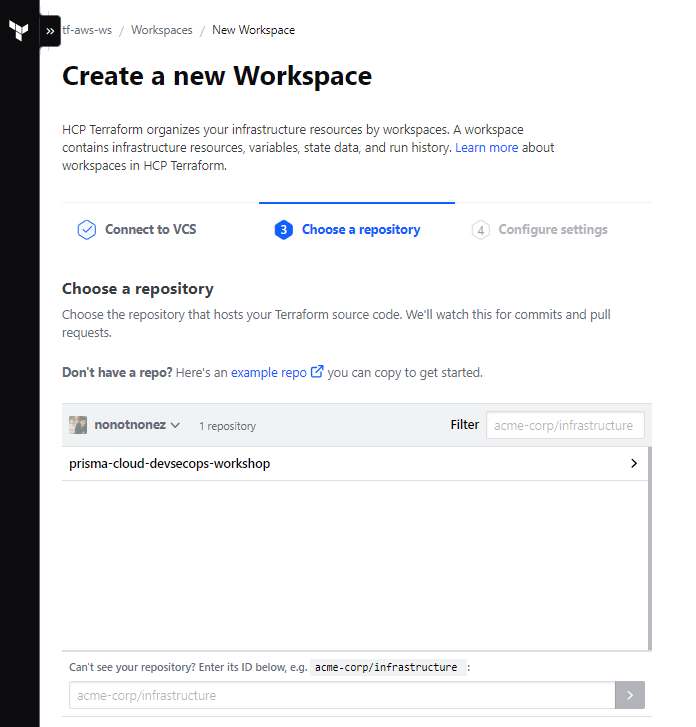 tf-aws-ws / Workspaces / New Workspace
Create a new Workspace
HCP Terraform organizes your infrastructure resources by workspaces. A workspace
contains infrastructure resources, variables, state data, and run history. Learn more about
workspaces in HCP Terraform.
Connect to VCS
3 Choose a repository
4 Configure settings
Choose a repository
Choose the repository that hosts your Terraform source code. We'll watch this for commits and pull
requests.
Don't have a repo? Here's an example repo you can copy to get started.
nonotnonez 1 repository Filter acme-corp/infrastructure
prisma-cloud-devsecops-workshop
Can't see your repository? Enter its ID below, e.g. acme-corp/infrastructure :
acme-corp/infrastructure